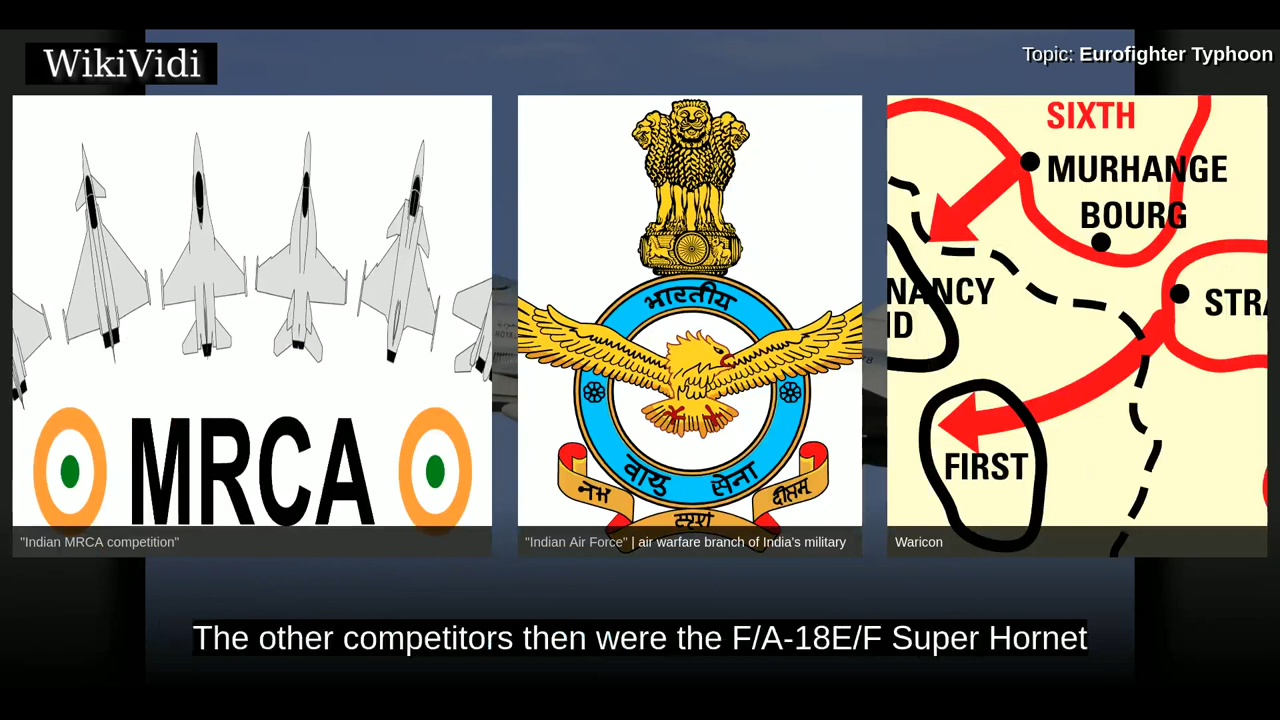 WikiVidi
Topic: Eurofighter Typhoon
MRCA
"Indian MRCA competition"
भारतीय
वायु सेना
नभः स्पृशं दीप्तम्
"Indian Air Force" | air warfare branch of India's military
SIXTH
MURHANGE
BOURG
NANCY
STRA
FIRST
Waricon
The other competitors then were the F/A-18E/F Super Hornet